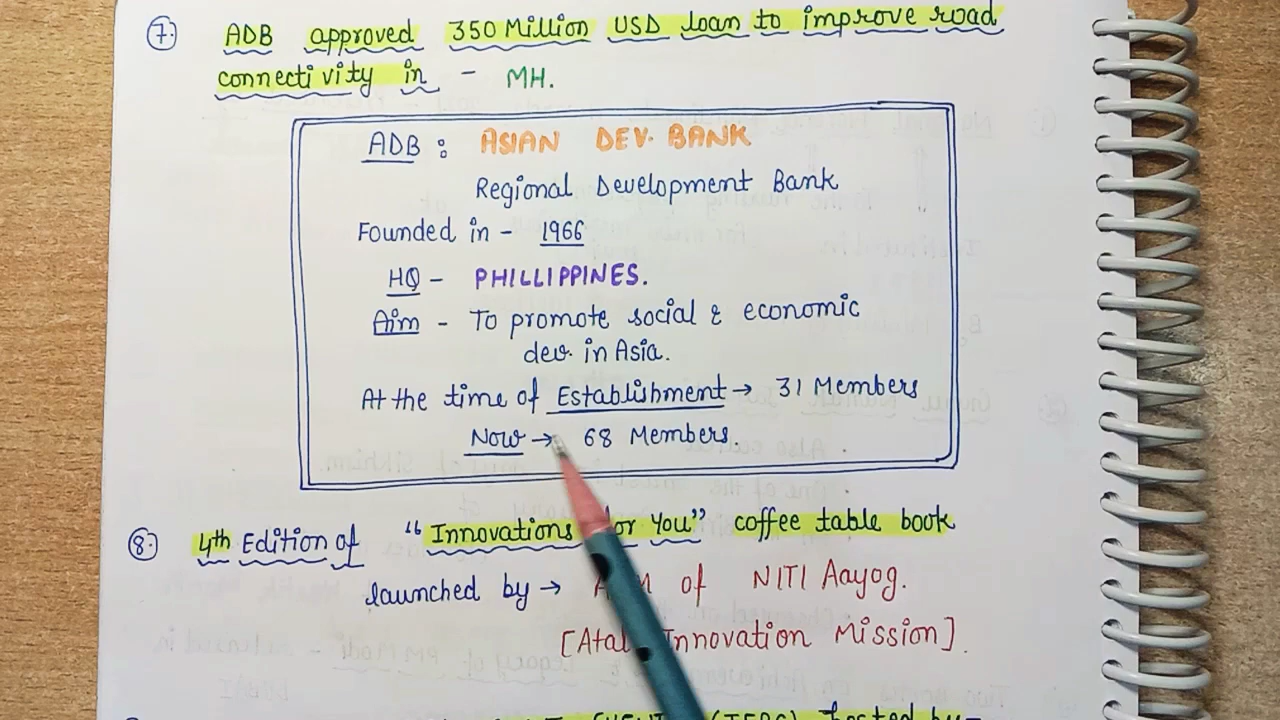 7. ADB approved 350 Million USD loan to improve road
connectivity in - MH.
ADB : ASIAN DEV. BANK
Regional Development Bank
Founded in - 1966
HQ - PHILLIPPINES.
Aim - To promote social & economic
dev. in Asia.
At the time of Establishment → 31 Members
Now → 68 Members.
8. 4th Edition of "Innovations for You" coffee table book
launched by → of NITI Aayog.
[Atal Innovation Mission].
hosted by-